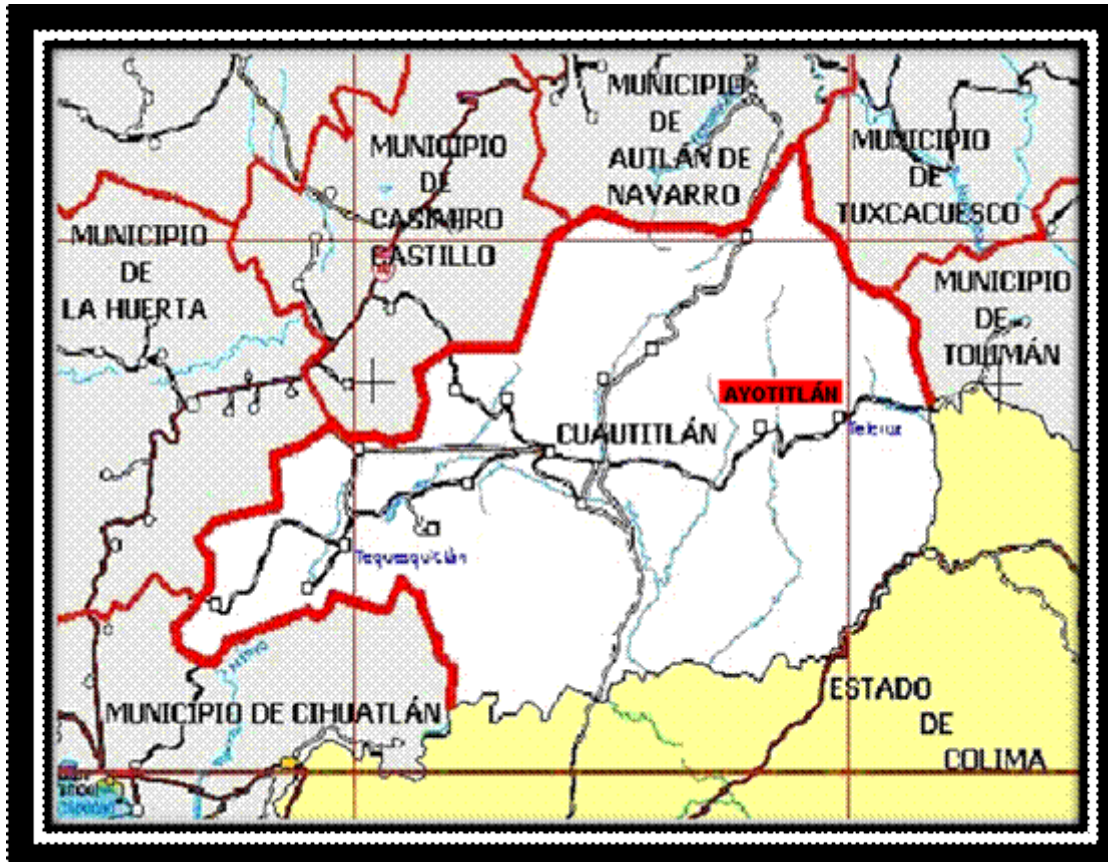 MUNICIPIO
DE
AUTLÁN DE
NAVARRO
MUNICIPIO
DE
CASIMIRO
CASTILLO
MUNICIPIO
DE
TUXCACUESCO
MUNICIPIO
DE
LA HUERTA
MUNICIPIO
DE
TOLIMÁN
AYOTITLÁN
CUAUTITLÁN
Telcruz
Tequesquitlán
MUNICIPIO DE CIHUATLÁN
ESTADO
DE
COLIMA